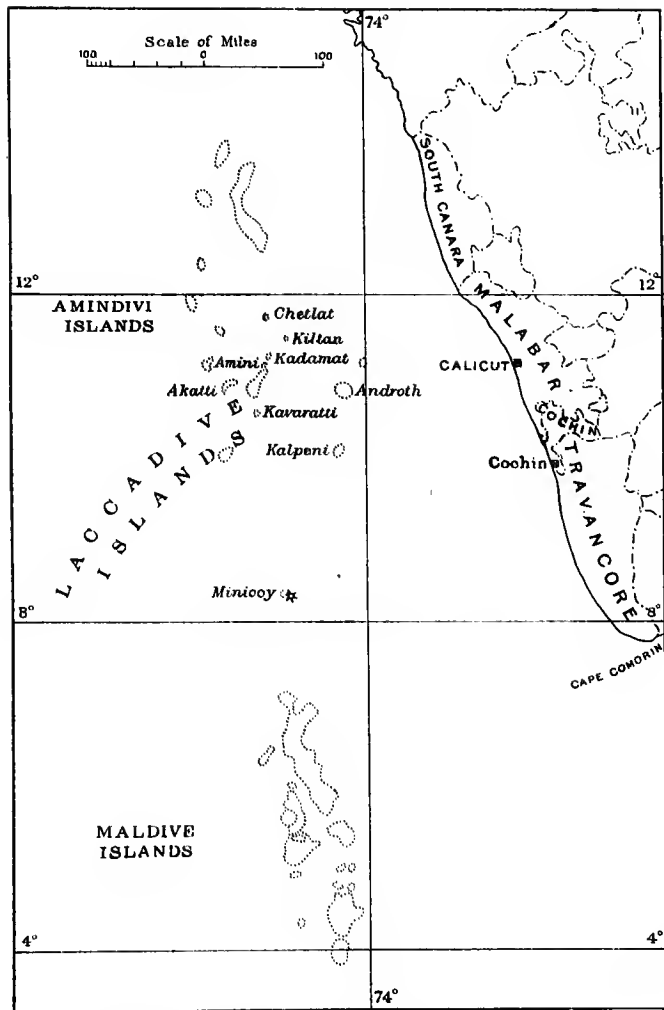 74°
Scale of Miles
100 0 100
SOUTH CANARA
12°
12°
AMINDIVI
ISLANDS
Chetlat
MALABAR
Kiltan
Amini
Kadamat
CALICUT
Akatti
Androth
Kavaratti
COCHIN
LACCADIVE
ISLANDS
Kalpeni
Cochin
TRAVANCORE
Minicoy
8°
8°
CAPE COMORIN
MALDIVE
ISLANDS
4°
4°
74°